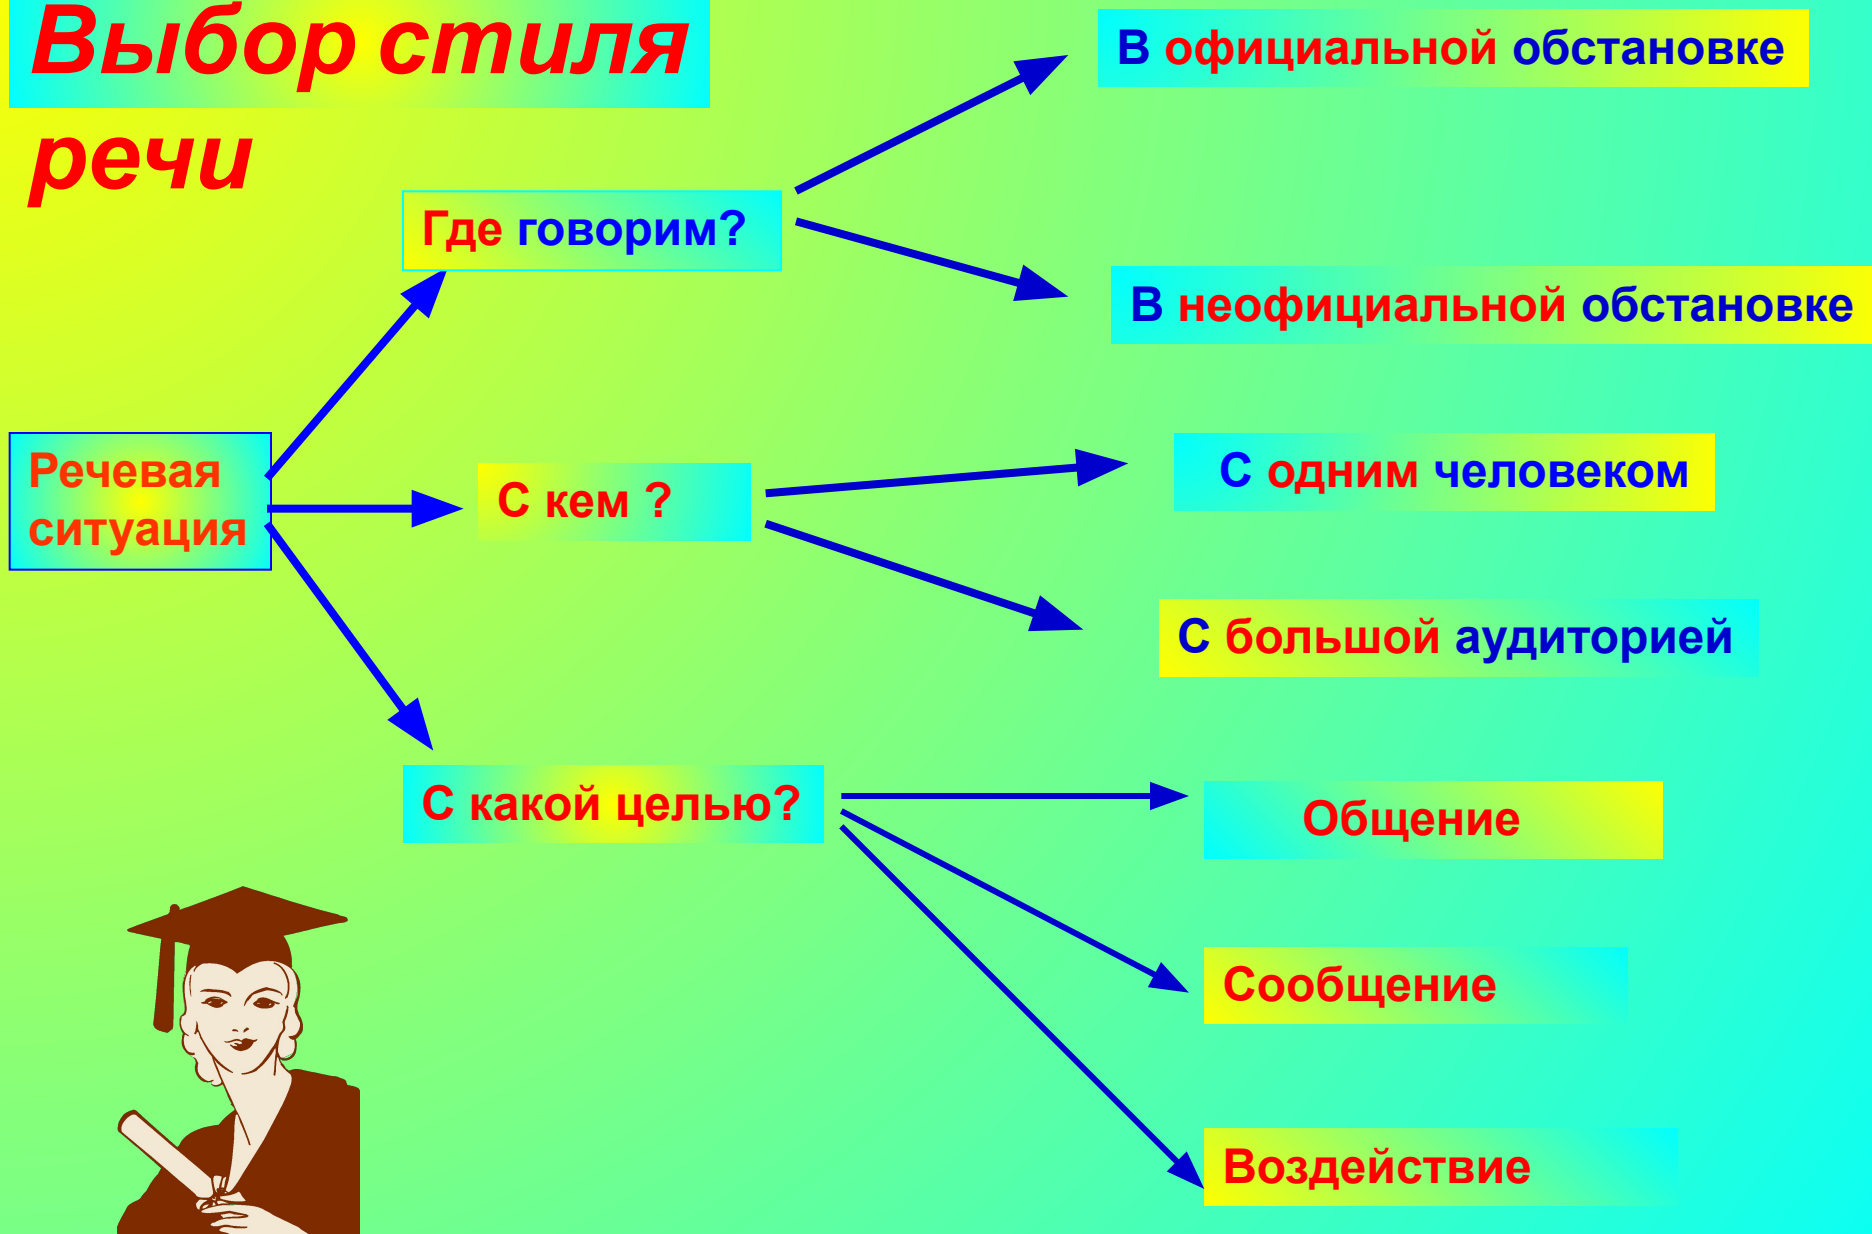 Выбор стиля
речи
Где говорим?
В официальной обстановке
В неофициальной обстановке
Речевая
ситуация
С кем ?
С одним человеком
С большой аудиторией
С какой целью?
Общение
Сообщение
Воздействие